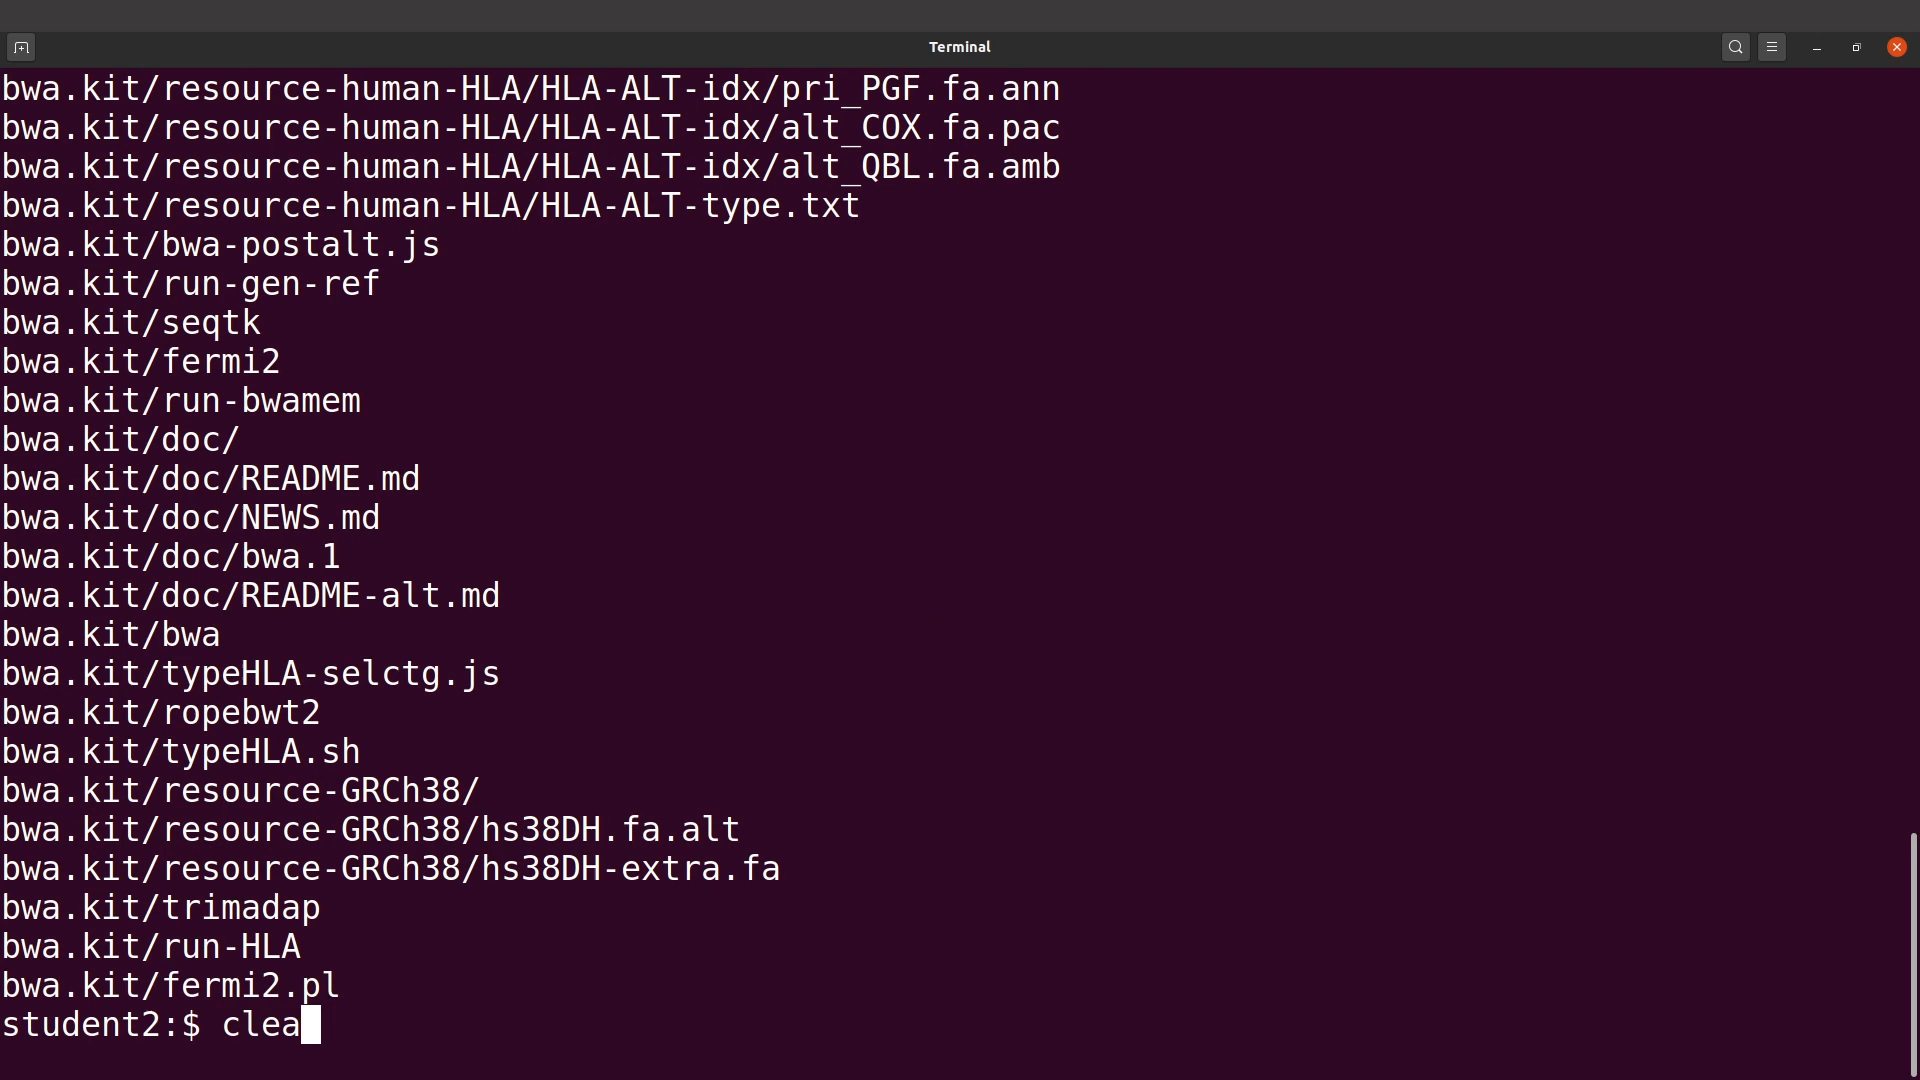 Terminal
bwa.kit/resource-human-HLA/HLA-ALT-idx/pri_PGF.fa.ann
bwa.kit/resource-human-HLA/HLA-ALT-idx/alt_COX.fa.pac
bwa.kit/resource-human-HLA/HLA-ALT-idx/alt_QBL.fa.amb
bwa.kit/resource-human-HLA/HLA-ALT-type.txt
bwa.kit/bwa-postalt.js
bwa.kit/run-gen-ref
bwa.kit/seqtk
bwa.kit/fermi2
bwa.kit/run-bwamem
bwa.kit/doc/
bwa.kit/doc/README.md
bwa.kit/doc/NEWS.md
bwa.kit/doc/bwa.1
bwa.kit/doc/README-alt.md
bwa.kit/bwa
bwa.kit/typeHLA-selctg.js
bwa.kit/ropebwt2
bwa.kit/typeHLA.sh
bwa.kit/resource-GRCh38/
bwa.kit/resource-GRCh38/hs38DH.fa.alt
bwa.kit/resource-GRCh38/hs38DH-extra.fa
bwa.kit/trimadap
bwa.kit/run-HLA
bwa.kit/fermi2.pl
student2:$ clea